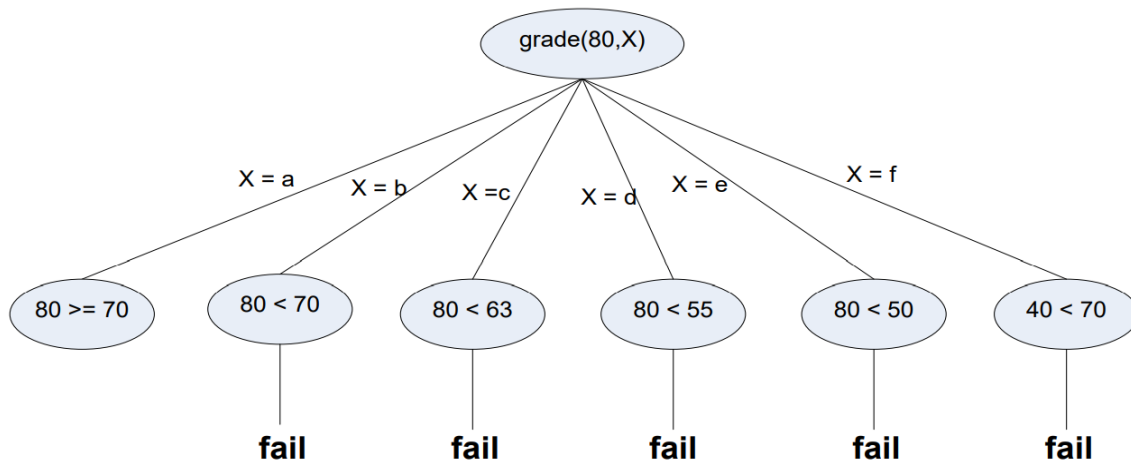 grade(80,X)
X = a
X = b
X =c
X = d
X = e
X = f
80 >= 70
80 < 70
80 < 63
80 < 55
80 < 50
40 < 70
fail
fail
fail
fail
fail